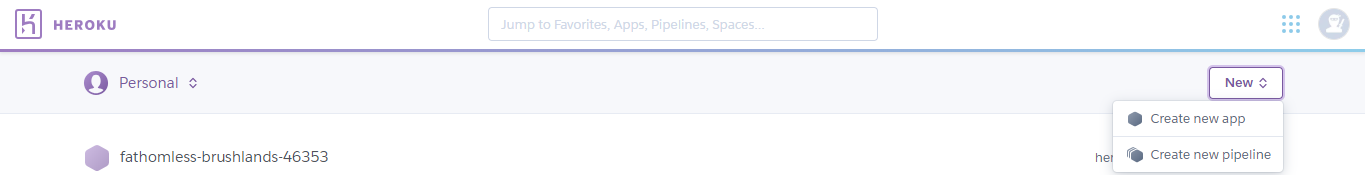 HEROKU
Jump to Favorites, Apps, Pipelines, Spaces...
Personal
New
Create new app
fathomless-brushlands-46353
Create new pipeline